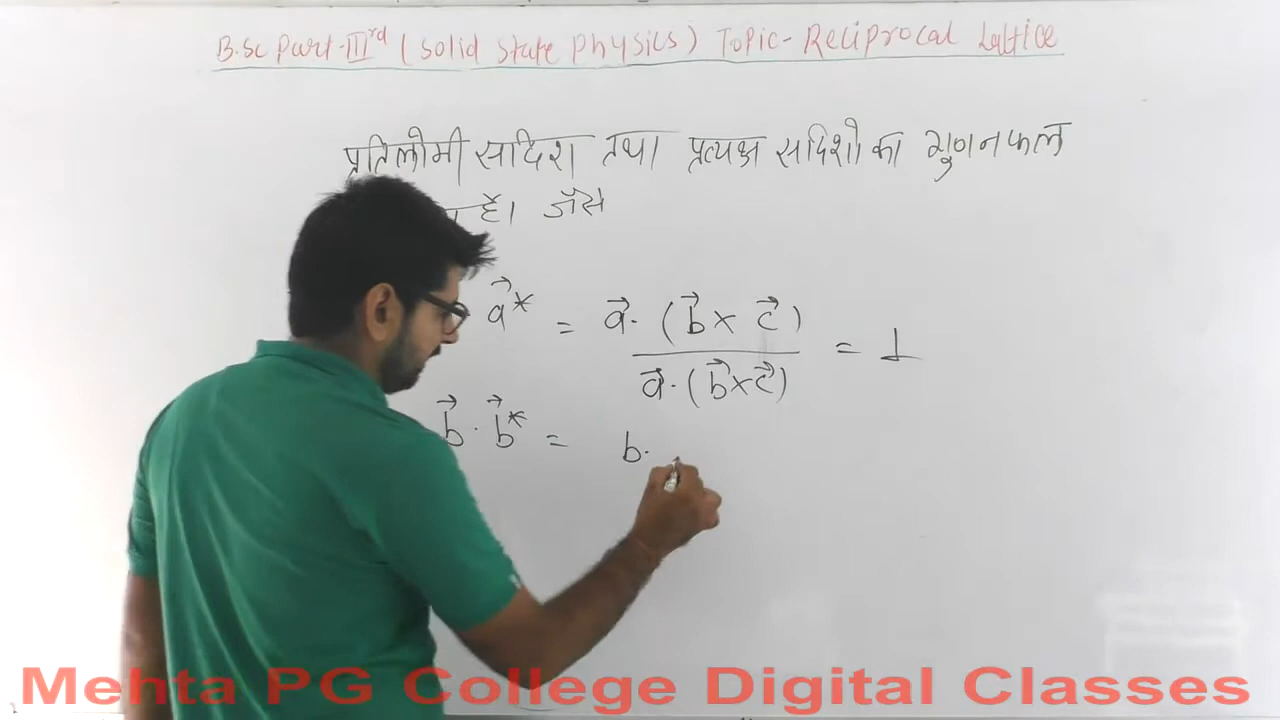 B.Sc Part-IIIrd (Solid State Physics) Topic-Reciprocal Lattice
प्रतिलोमी सादिश तथा प्रत्यक्ष सदिशो का गुणनफल
है। जैसे
a⃗* = a⃗·(b⃗× c⃗) / a⃗·(b⃗×c⃗) = 1
b⃗·b⃗* = b·
Mehta PG College Digital Classes